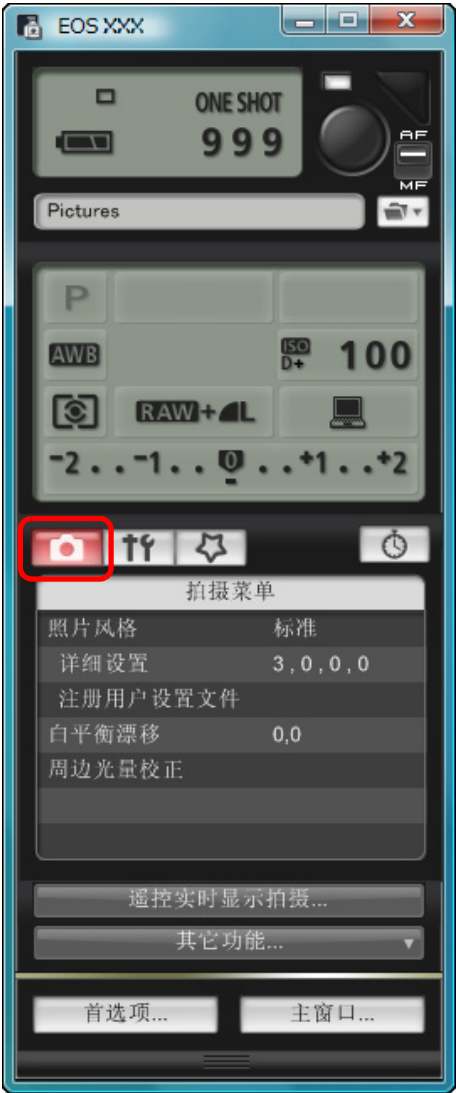 EOS XXX
ONE SHOT
999
AF
MF
Pictures
P
AWB
ISO D+ 100
RAW+L
-2..-1..0..+1..+2
拍摄菜单
照片风格 标准
详细设置 3,0,0,0
注册用户设置文件
白平衡漂移 0,0
周边光量校正
遥控实时显示拍摄...
其它功能...
首选项... 主窗口...